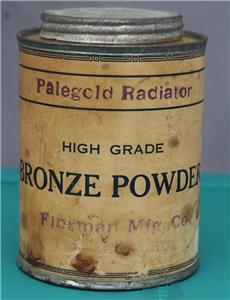 Palegold Radiator
HIGH GRADE
BRONZE POWDER
Mfg Co